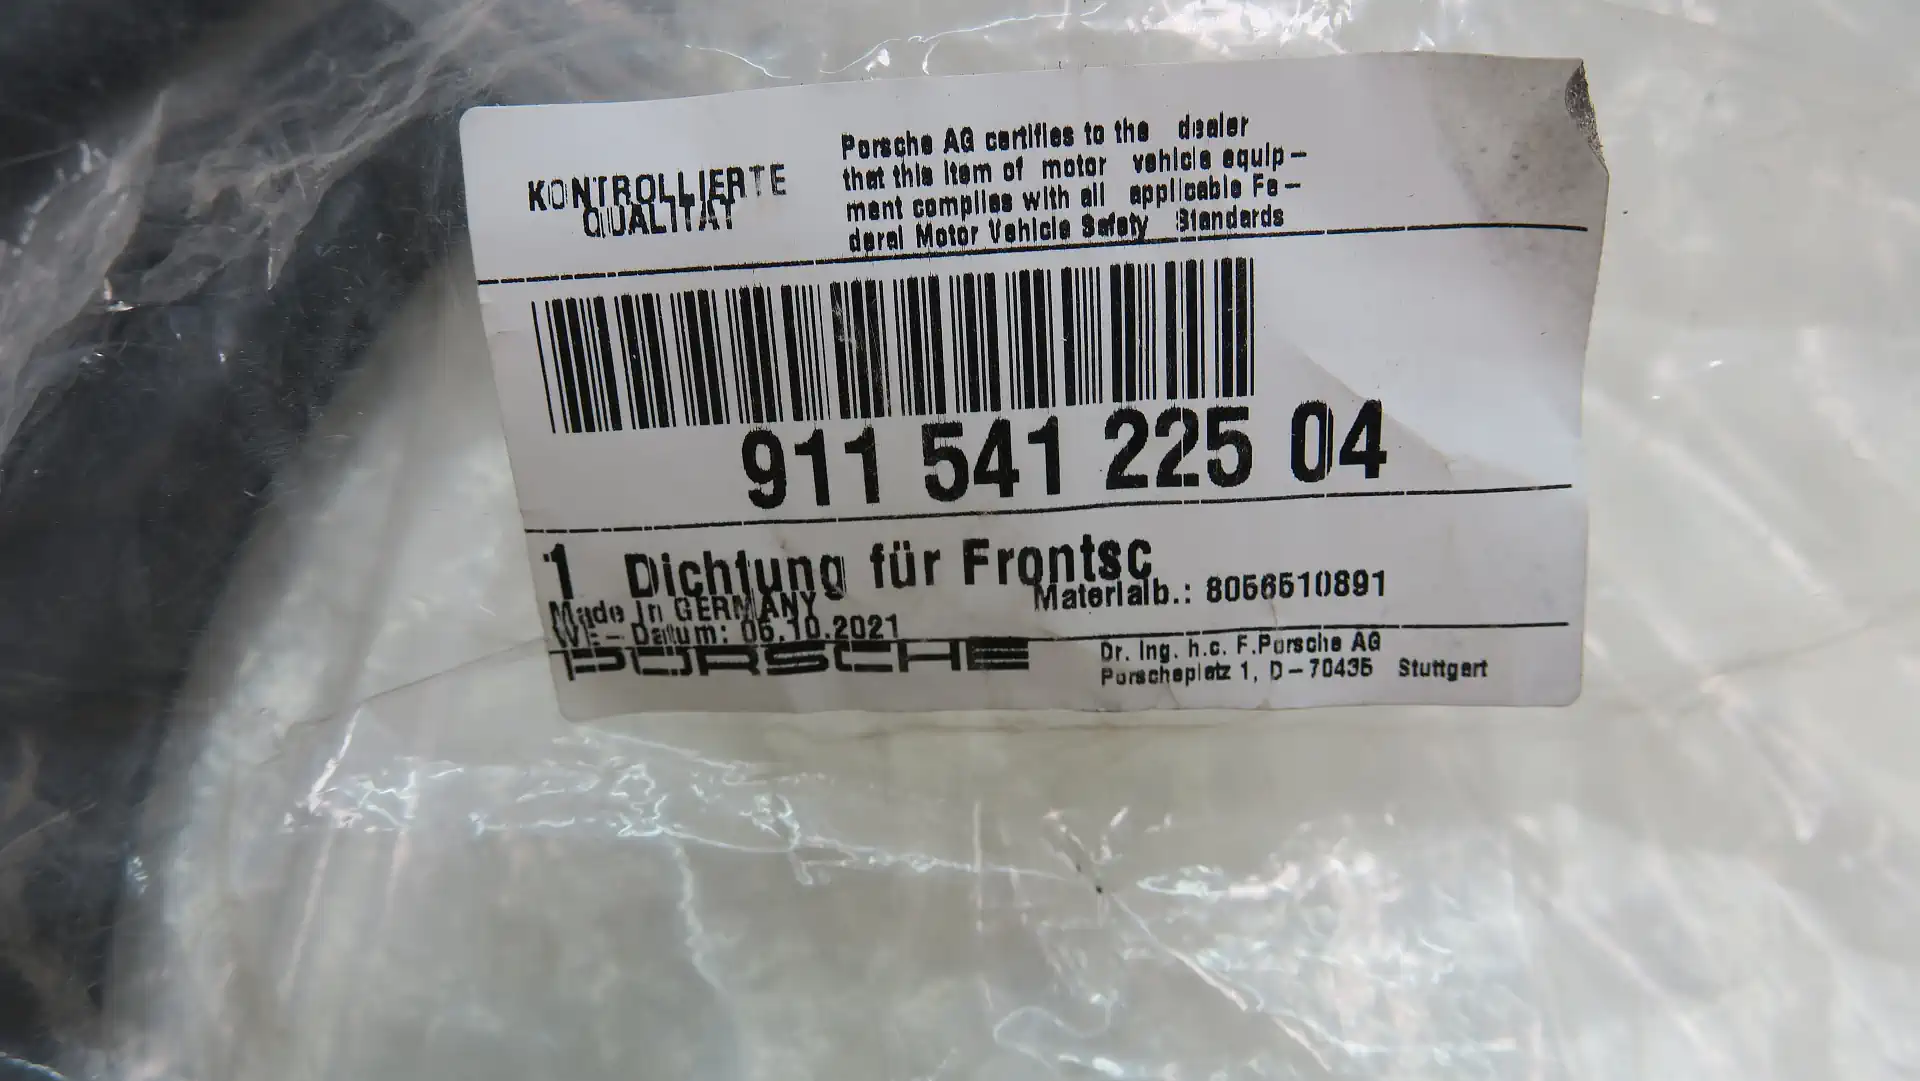 KONTROLLIERTE
QUALITÄT
Porsche AG certifies to the dealer
that this item of motor vehicle equip-
ment complies with all applicable Fe-
deral Motor Vehicle Safety Standards
911 541 225 04
1 Dichtung für Frontsc
Materialb.: 8056510891
Made in GERMANY
WE-Datum: 05.10.2021
PORSCHE
Dr. Ing. h.c. F.Porsche AG
Porscheplatz 1, D-70435 Stuttgart